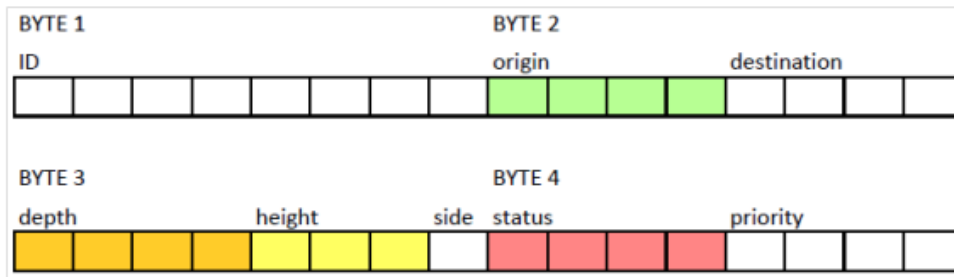 BYTE 1 BYTE 2
ID origin destination
BYTE 3 BYTE 4
depth height side status priority